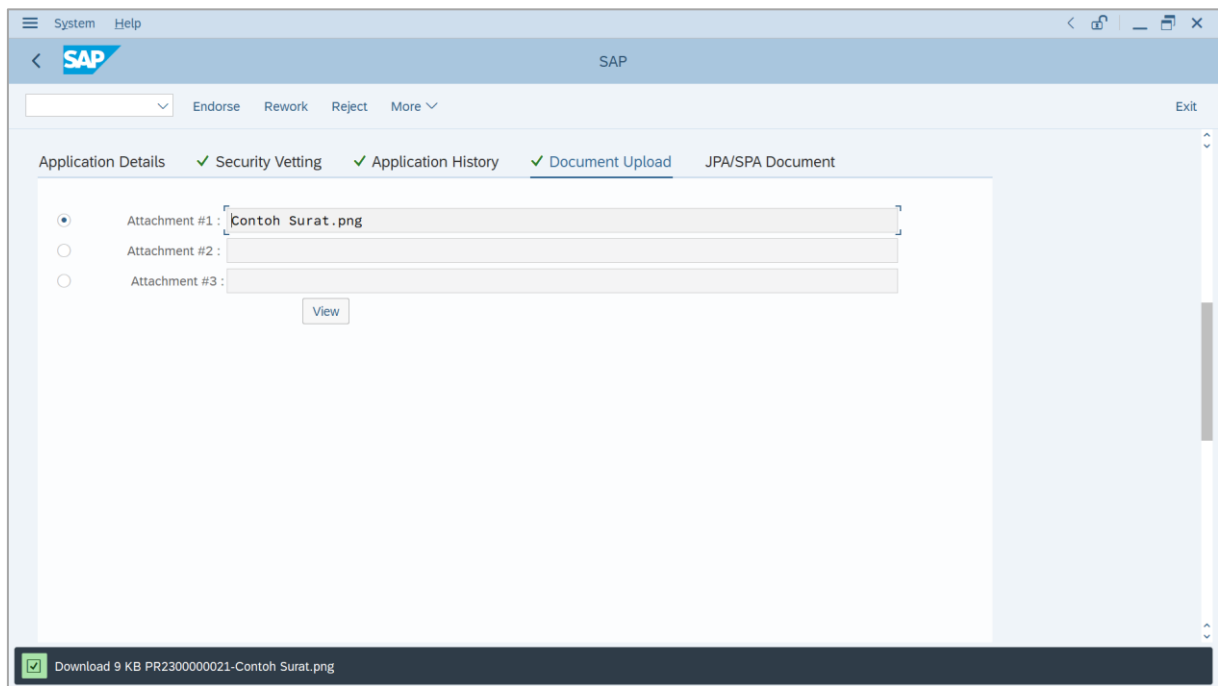 System Help
SAP
SAP
Endorse Rework Reject More Exit
Application Details Security Vetting Application History Document Upload JPA/SPA Document
Attachment #1 : Contoh Surat.png
Attachment #2 :
Attachment #3 :
View
Download 9 KB PR2300000021-Contoh Surat.png